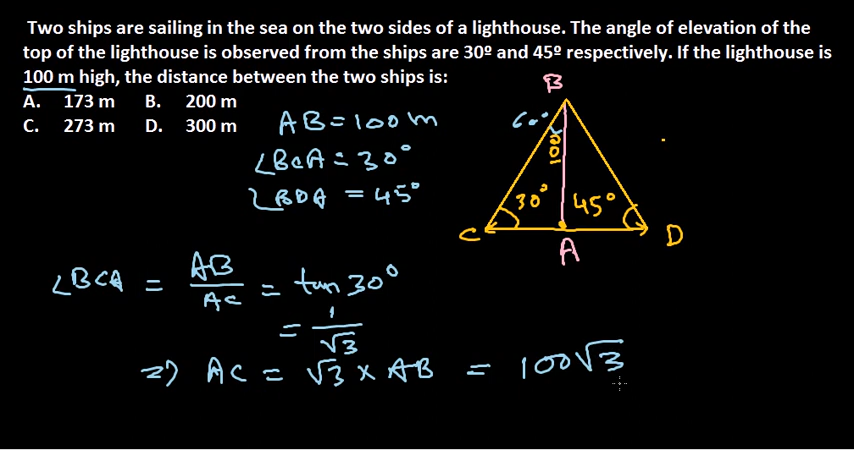 Two ships are sailing in the sea on the two sides of a lighthouse. The angle of elevation of the
top of the lighthouse is observed from the ships are 30º and 45º respectively. If the lighthouse is
100 m high, the distance between the two ships is:
A. 173 m B. 200 m
C. 273 m D. 300 m
AB = 100 m
∠BCA = 30°
∠BDA = 45°
B
60°
100
30°
45°
C
A
D
∠BCA = AB/AC = tan 30°
= 1/√3
⇒ AC = √3 × AB = 100√3